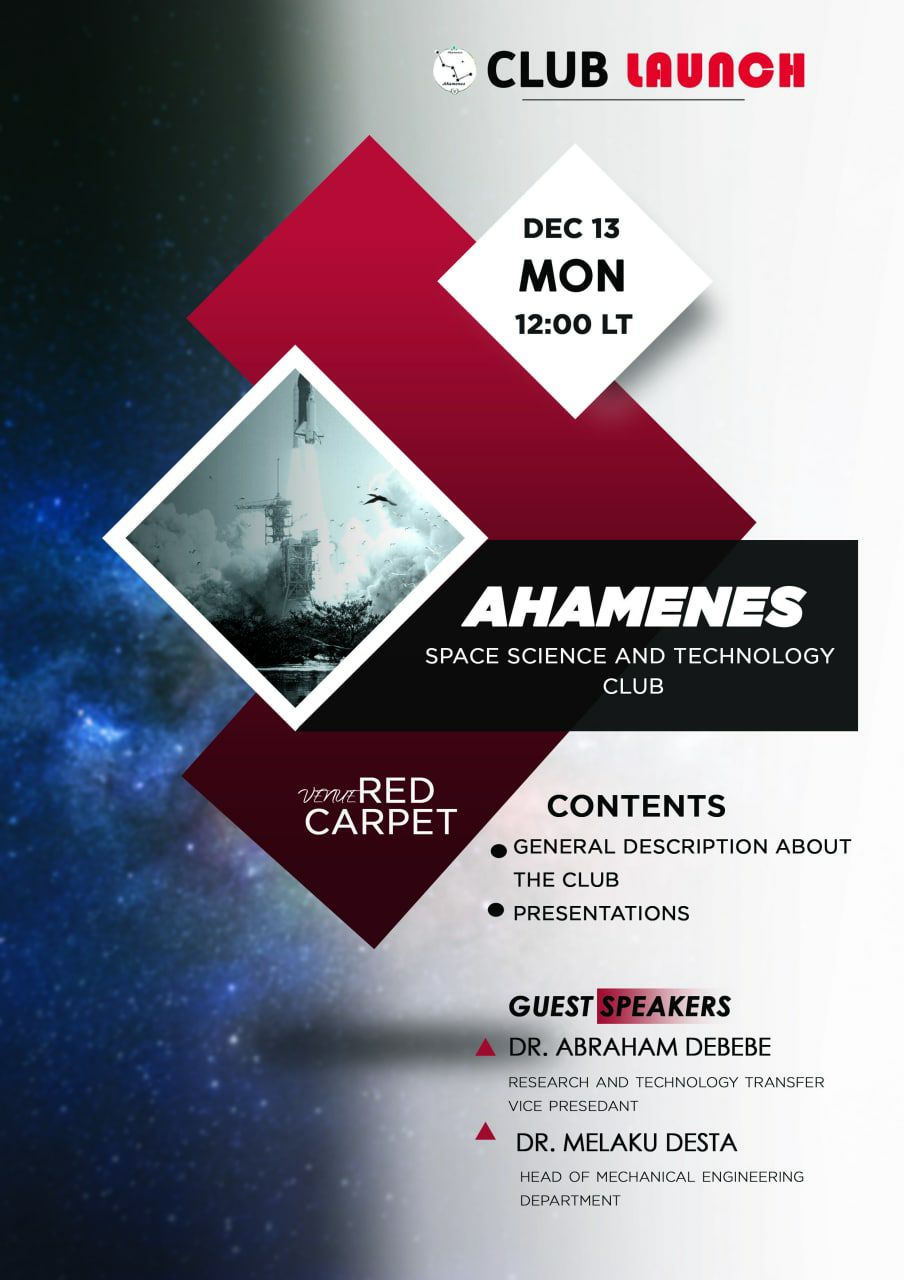 Ahamenes
CLUB LAUNCH
DEC 13
MON
12:00 LT
AHAMENES
SPACE SCIENCE AND TECHNOLOGY
CLUB
VENUE RED
CARPET
CONTENTS
GENERAL DESCRIPTION ABOUT
THE CLUB
PRESENTATIONS
GUEST SPEAKERS
DR. ABRAHAM DEBEBE
RESEARCH AND TECHNOLOGY TRANSFER
VICE PRESEDANT
DR. MELAKU DESTA
HEAD OF MECHANICAL ENGINEERING
DEPARTMENT